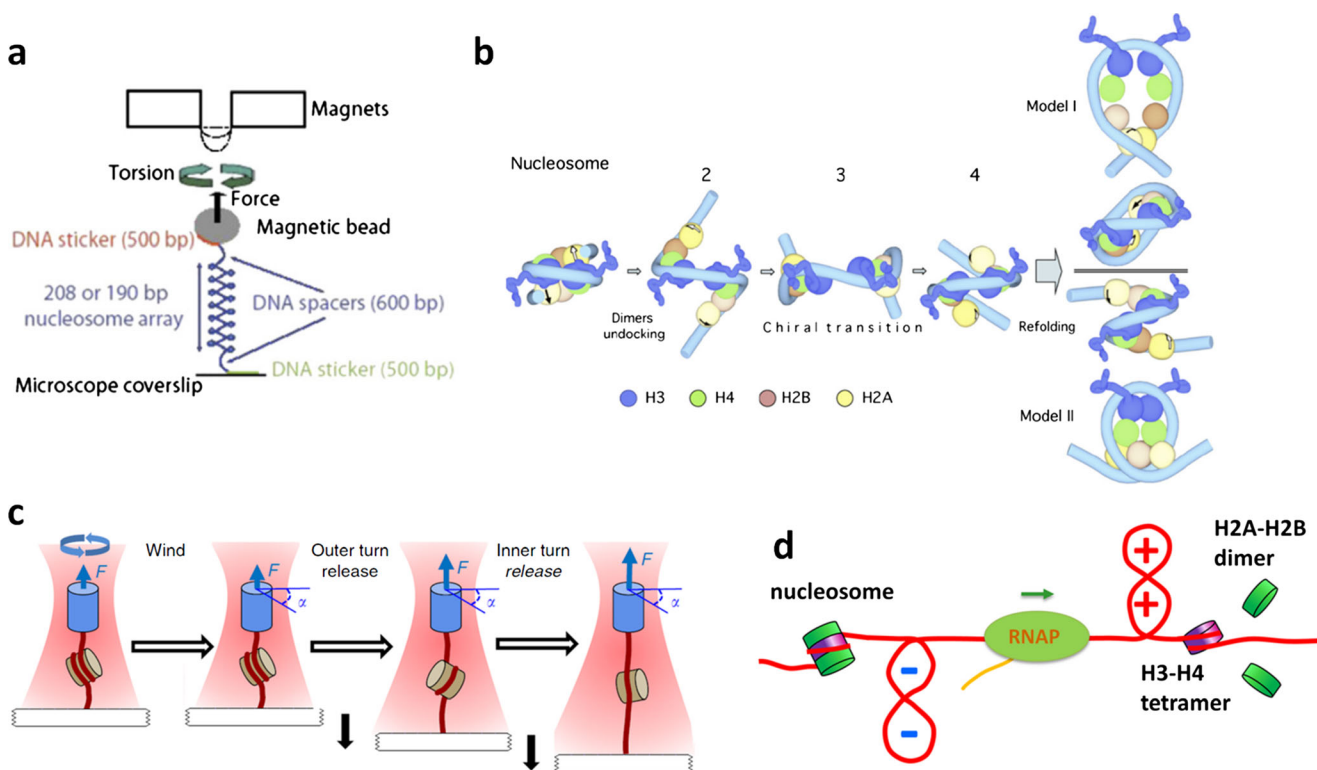 a
Magnets
Torsion
Force
Magnetic bead
DNA sticker (500 bp)
208 or 190 bp
nucleosome array
DNA spacers (600 bp)
DNA sticker (500 bp)
Microscope coverslip
b
Nucleosome
2
3
4
Dimers
undocking
Chiral transition
Refolding
Model I
Model II
H3
H4
H2B
H2A
c
F
Wind
F
α
Outer turn
release
F
α
Inner turn
release
F
α
d
nucleosome
RNAP
+
+
-
-
H2A-H2B
dimer
H3-H4
tetramer